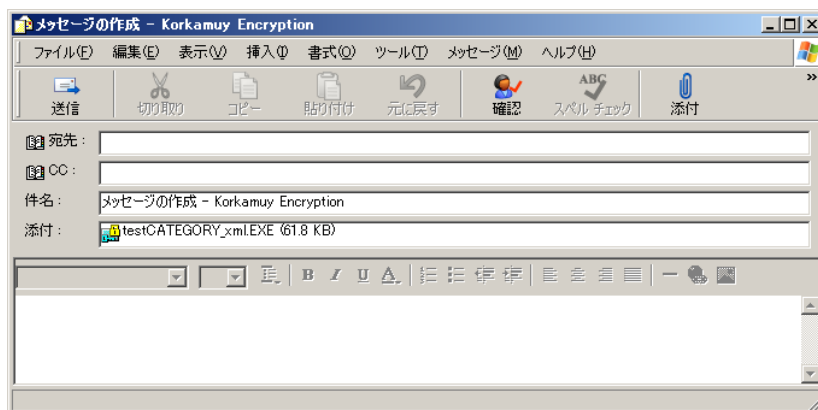 メッセージの作成 - Korkamuy Encryption
ファイル(F) 編集(E) 表示(V) 挿入(I) 書式(O) ツール(T) メッセージ(M) ヘルプ(H)
ABC
送信 切り取り コピー 貼り付け 元に戻す 確認 スペル チェック 添付 »
宛先:
CC:
件名: メッセージの作成 - Korkamuy Encryption
添付: testCATEGORY_xml.EXE (61.8 KB)
B I U A